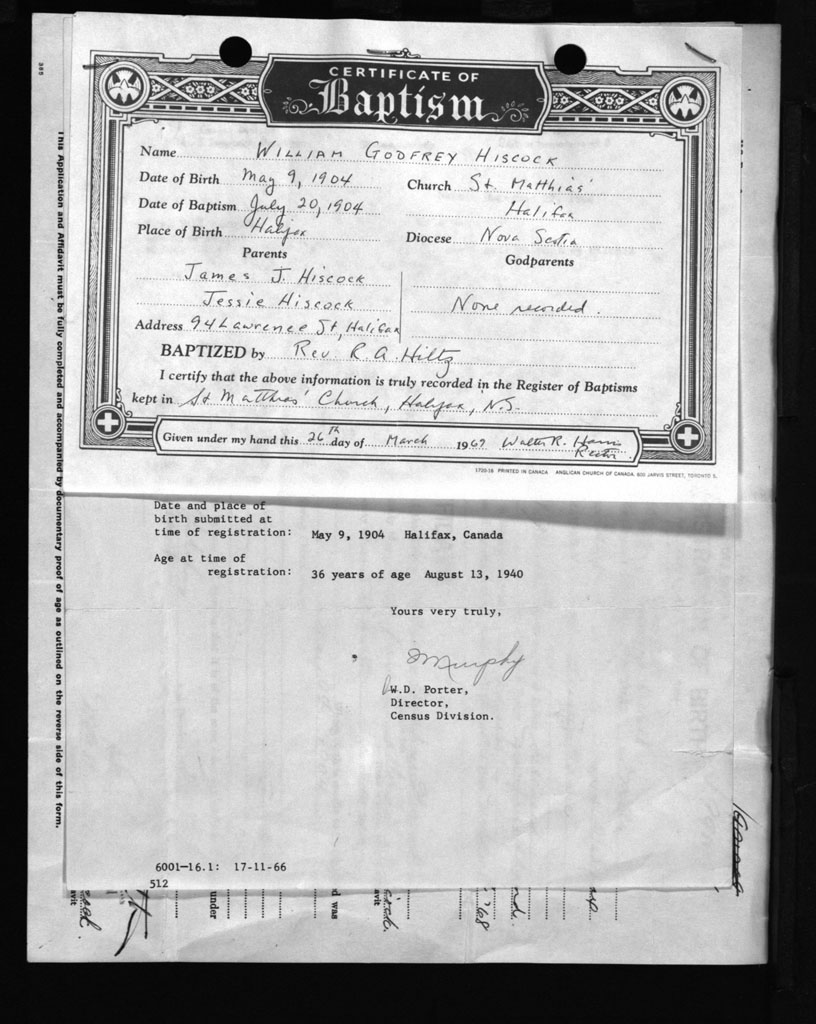 CERTIFICATE OF
Baptism
Name WILLIAM GODFREY HISCOCK
Date of Birth May 9, 1904 Church St. Matthias'
Date of Baptism July 20, 1904 Halifax
Place of Birth Halifax Diocese Nova Scotia
Parents Godparents
James J. Hiscock
Jessie Hiscock None recorded.
Address 94 Lawrence St, Halifax
BAPTIZED by Rev. R. A. Hiltz
I certify that the above information is truly recorded in the Register of Baptisms
kept in St. Matthias' Church, Halifax, N.S.
Given under my hand this 26th day of March 1969 Walter R. Harris
Rector
1720-16 PRINTED IN CANADA ANGLICAN CHURCH OF CANADA, 600 JARVIS STREET, TORONTO 5,
Date and place of
birth submitted at
time of registration: May 9, 1904 Halifax, Canada
Age at time of
registration: 36 years of age August 13, 1940
Yours very truly,
Murphy
W.D. Porter,
Director,
Census Division.
6001-16.1: 17-11-66
512
This Application and Affidavit must be fully completed and accompanied by documentary proof of age as outlined on the reverse side of this form.
under
d was